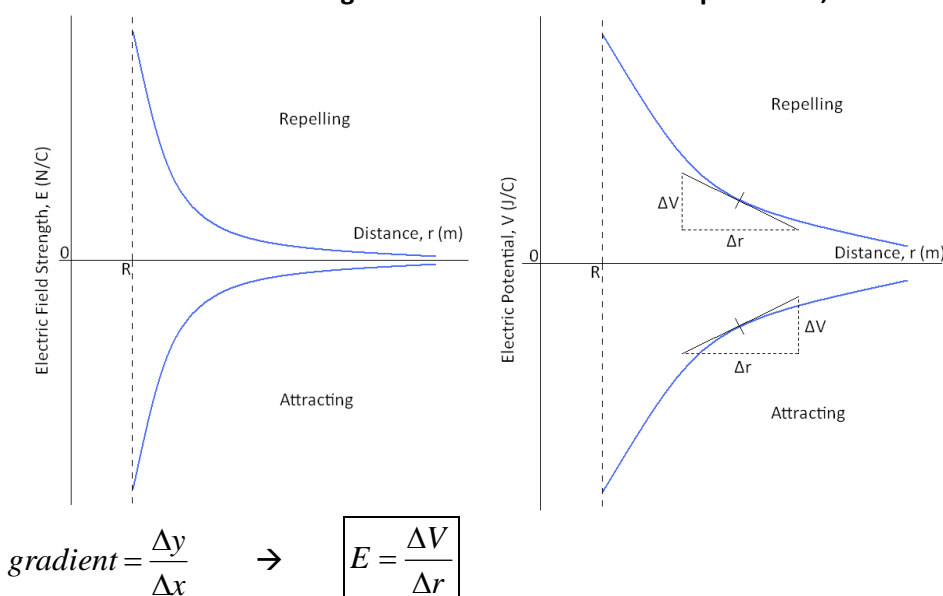 Repelling
Electric Field Strength, E (N/C)
Distance, r (m)
0
R
Attracting
Repelling
Electric Potential, V (J/C)
ΔV
Δr
0
Distance, r (m)
R
ΔV
Δr
Attracting
gradient = Δy/Δx → E = ΔV/Δr